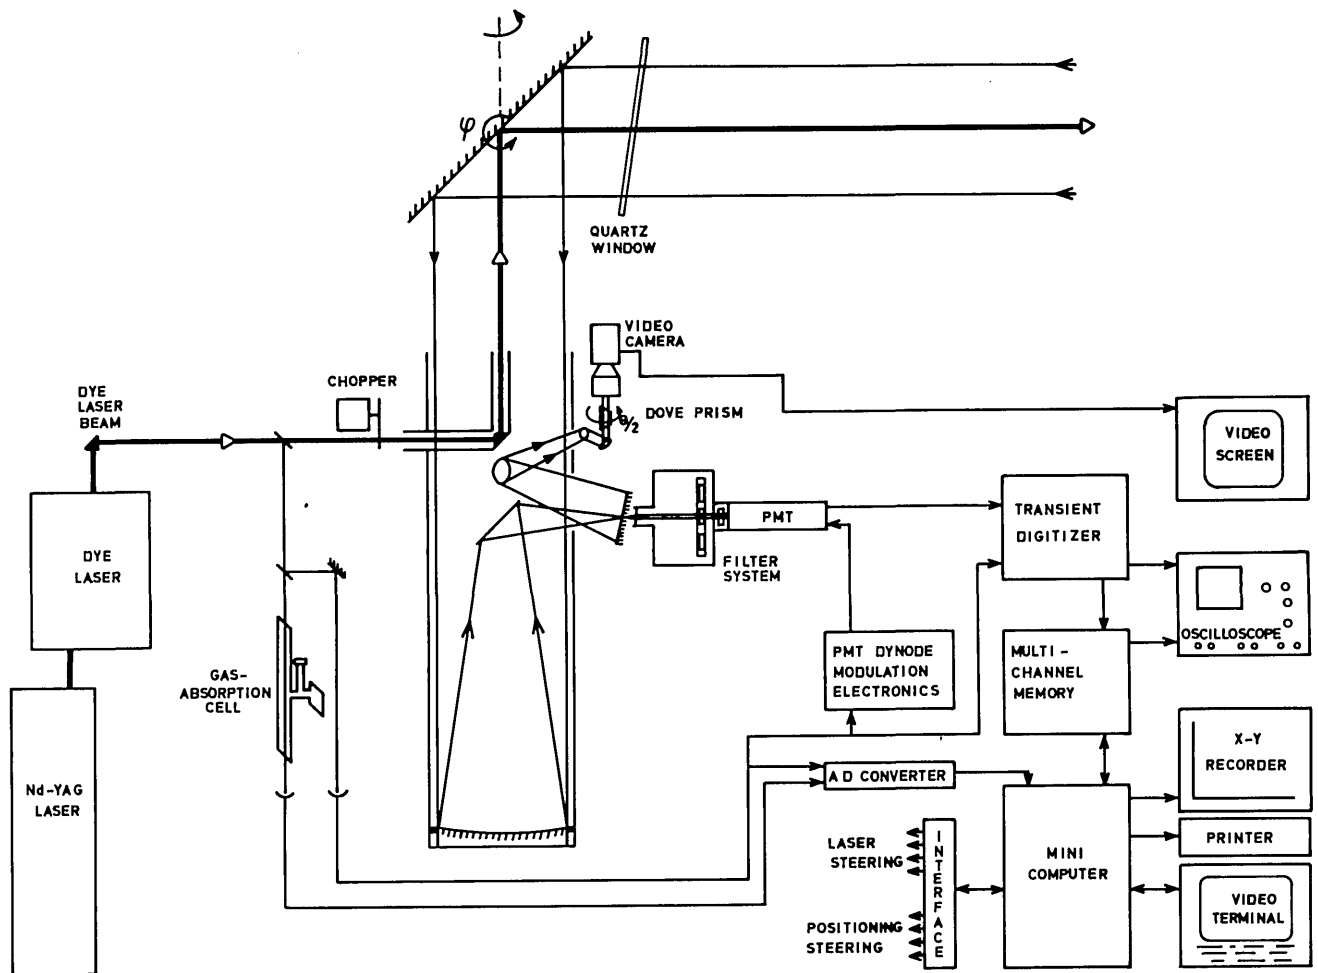 φ
QUARTZ
WINDOW
VIDEO
CAMERA
CHOPPER
DYE
LASER
BEAM
DOVE PRISM
θ/2
VIDEO
SCREEN
TRANSIENT
DIGITIZER
PMT
FILTER
SYSTEM
DYE
LASER
OSCILLOSCOPE
PMT DYNODE
MODULATION
ELECTRONICS
MULTI-
CHANNEL
MEMORY
GAS-
ABSORPTION
CELL
X-Y
RECORDER
AD CONVERTER
Nd-YAG
LASER
PRINTER
LASER
STEERING
INTERFACE
MINI
COMPUTER
VIDEO
TERMINAL
POSITIONING
STEERING